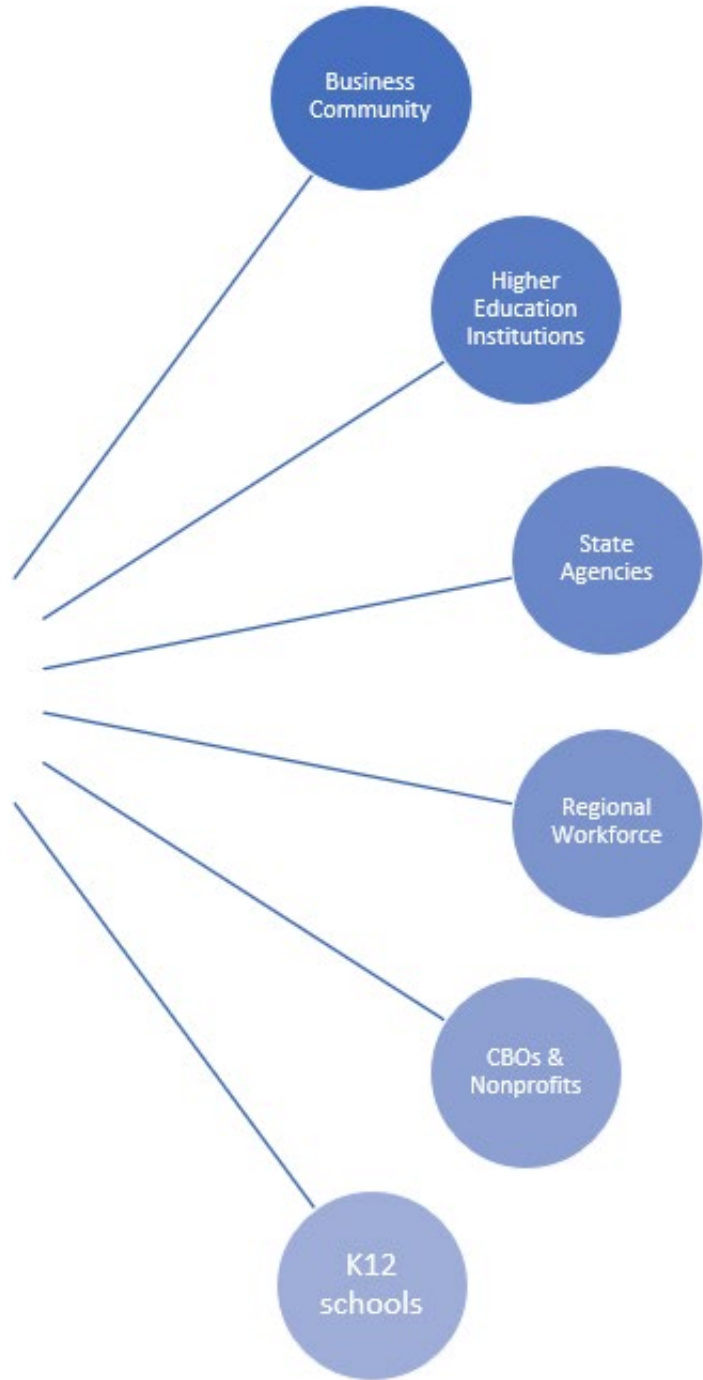 Business
Community
Higher
Education
Institutions
State
Agencies
Regional
Workforce
CBOs &
Nonprofits
K12
schools